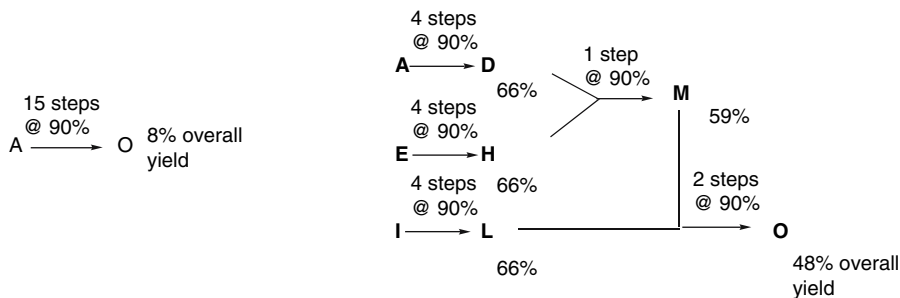 15 steps
@ 90%
A
O
8% overall
yield
4 steps
@ 90%
A
D
66%
4 steps
@ 90%
E
H
66%
4 steps
@ 90%
I
L
66%
1 step
@ 90%
M
59%
2 steps
@ 90%
O
48% overall
yield